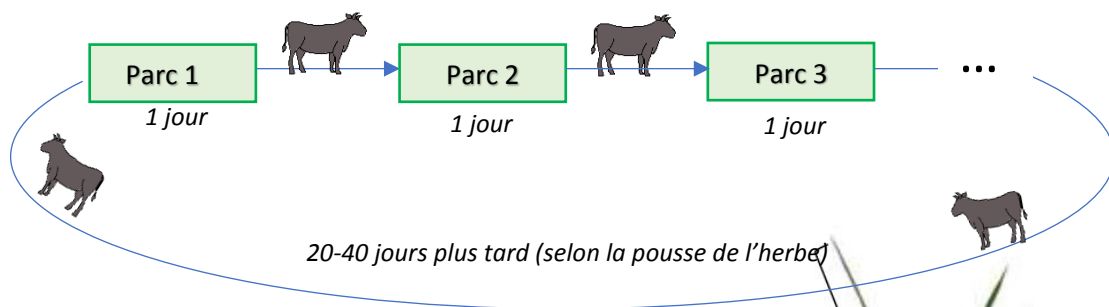 Parc 1
Parc 2
Parc 3
...
1 jour
1 jour
1 jour
20-40 jours plus tard (selon la pousse de l’herbe)